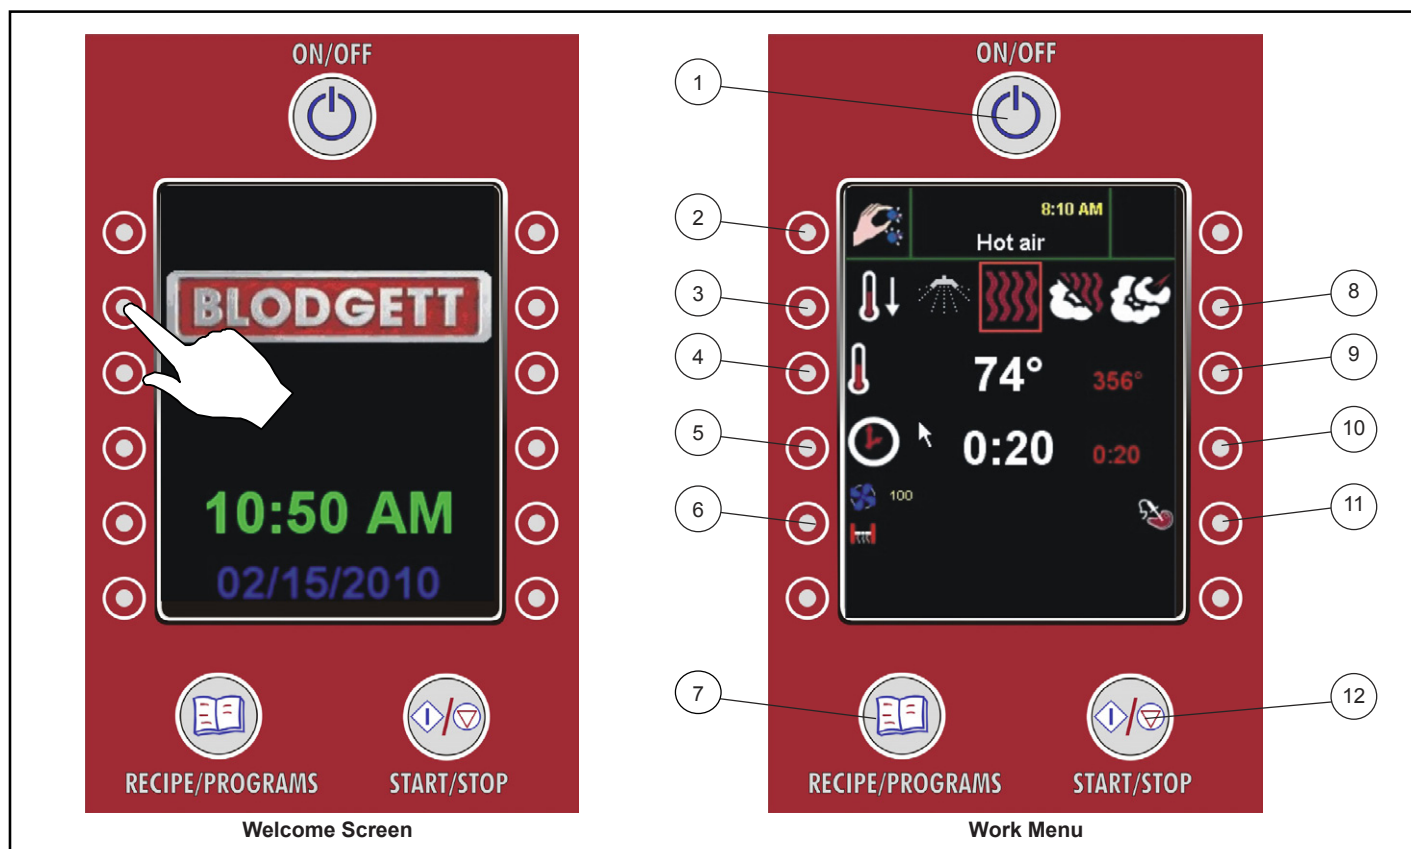 ON/OFF
BLODGETT
10:50 AM
02/15/2010
RECIPE/PROGRAMS
START/STOP
Welcome Screen
ON/OFF
1
2
3
4
5
6
7
8:10 AM
Hot air
74° 356°
0:20 0:20
100
8
9
10
11
12
RECIPE/PROGRAMS
START/STOP
Work Menu